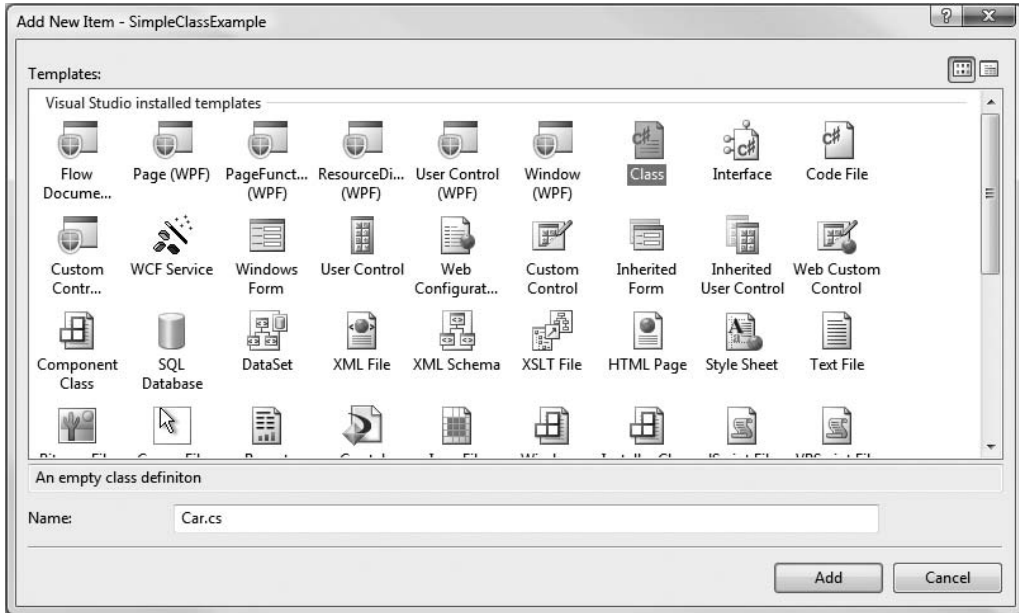 Add New Item - SimpleClassExample
Templates:
Visual Studio installed templates
Flow Docume...
Page (WPF)
PageFunct... (WPF)
ResourceDi... (WPF)
User Control (WPF)
Window (WPF)
Class
Interface
Code File
Custom Contr...
WCF Service
Windows Form
User Control
Web Configurat...
Custom Control
Inherited Form
Inherited User Control
Web Custom Control
Component Class
SQL Database
DataSet
XML File
XML Schema
XSLT File
HTML Page
Style Sheet
Text File
An empty class definiton
Name:
Car.cs
Add
Cancel